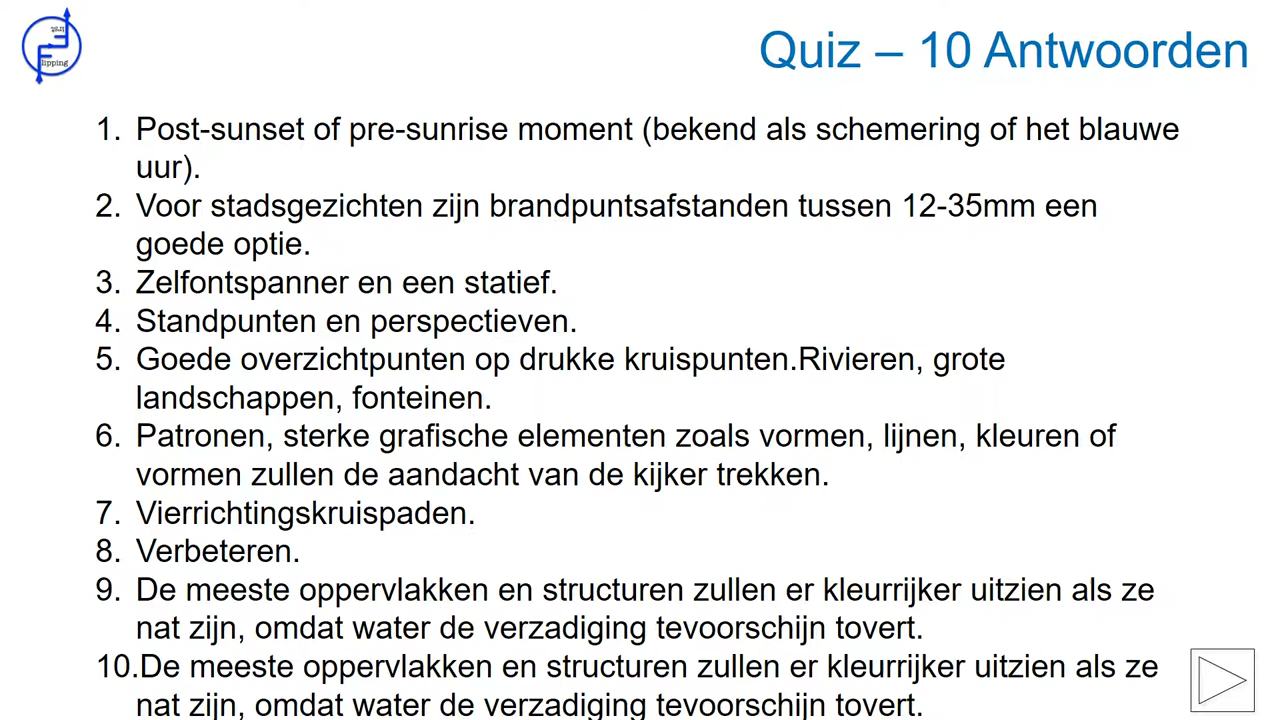 first
lipping
Quiz – 10 Antwoorden
1. Post-sunset of pre-sunrise moment (bekend als schemering of het blauwe
uur).
2. Voor stadsgezichten zijn brandpuntsafstanden tussen 12-35mm een
goede optie.
3. Zelfontspanner en een statief.
4. Standpunten en perspectieven.
5. Goede overzichtpunten op drukke kruispunten.Rivieren, grote
landschappen, fonteinen.
6. Patronen, sterke grafische elementen zoals vormen, lijnen, kleuren of
vormen zullen de aandacht van de kijker trekken.
7. Vierrichtingskruispaden.
8. Verbeteren.
9. De meeste oppervlakken en structuren zullen er kleurrijker uitzien als ze
nat zijn, omdat water de verzadiging tevoorschijn tovert.
10.De meeste oppervlakken en structuren zullen er kleurrijker uitzien als ze
nat zijn, omdat water de verzadiging tevoorschijn tovert.